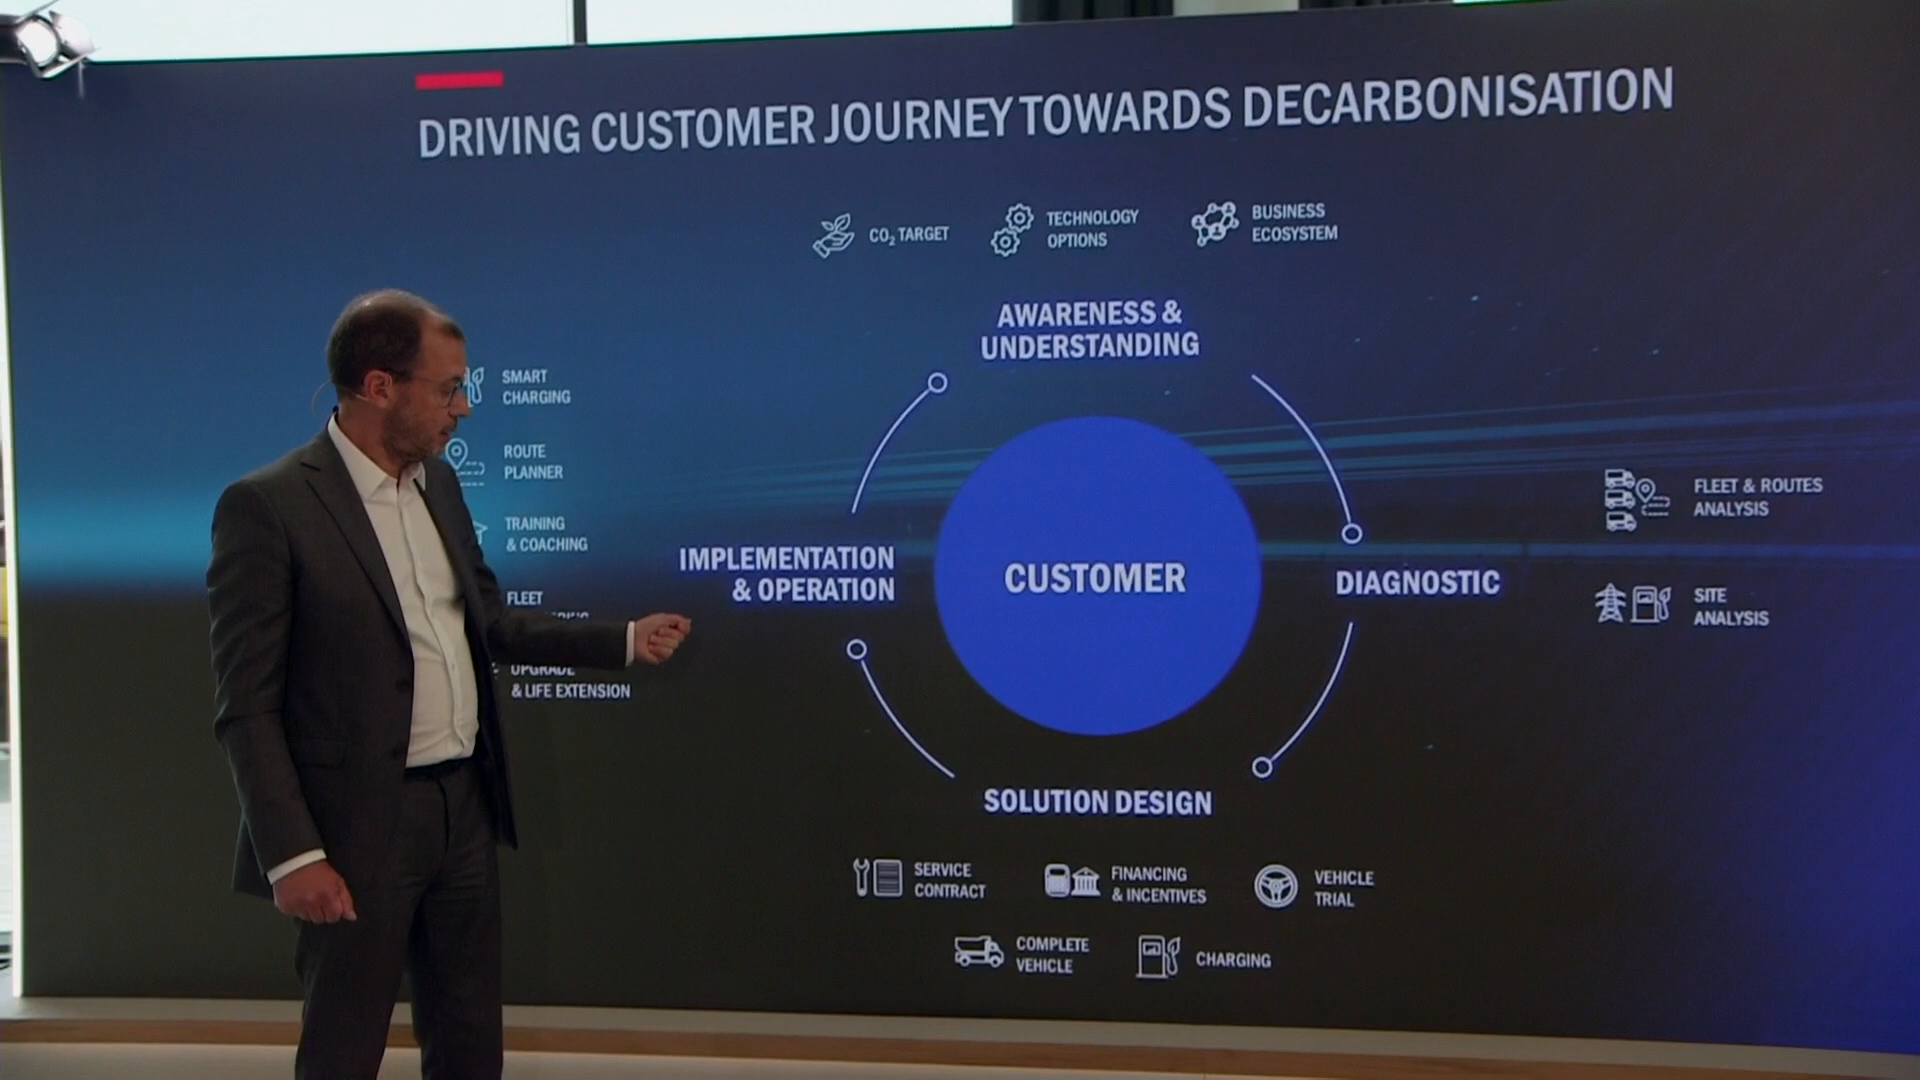 DRIVING CUSTOMER JOURNEY TOWARDS DECARBONISATION
CO2 TARGET
TECHNOLOGY
OPTIONS
BUSINESS
ECOSYSTEM
AWARENESS &
UNDERSTANDING
SMART
CHARGING
ROUTE
PLANNER
TRAINING
& COACHING
FLEET
UPGRADE
& LIFE EXTENSION
IMPLEMENTATION
& OPERATION
CUSTOMER
DIAGNOSTIC
FLEET & ROUTES
ANALYSIS
SITE
ANALYSIS
SOLUTION DESIGN
SERVICE
CONTRACT
FINANCING
& INCENTIVES
VEHICLE
TRIAL
COMPLETE
VEHICLE
CHARGING